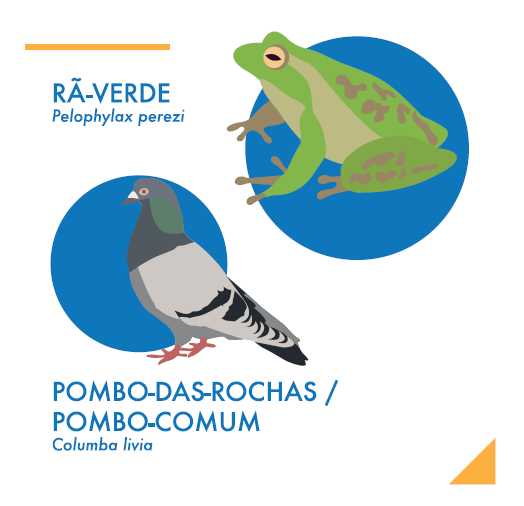 RÃ-VERDE
Pelophylax perezi
POMBO-DAS-ROCHAS /
POMBO-COMUM
Columba livia